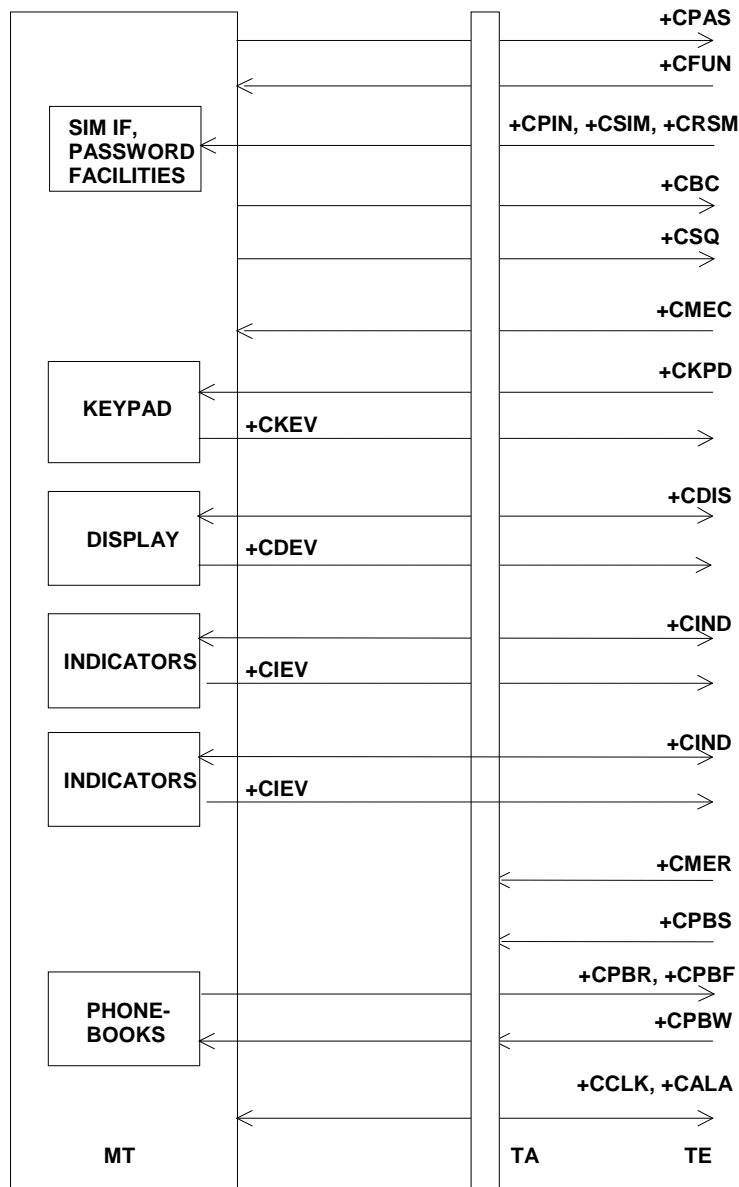 +CPAS
+CFUN
SIM IF,
PASSWORD
FACILITIES
+CPIN, +CSIM, +CRSM
+CBC
+CSQ
+CMEC
+CKPD
KEYPAD
+CKEV
+CDIS
DISPLAY
+CDEV
+CIND
INDICATORS
+CIEV
+CIND
INDICATORS
+CIEV
+CMER
+CPBS
+CPBR, +CPBF
PHONE-
BOOKS
+CPBW
+CCLK, +CALA
MT
TA
TE